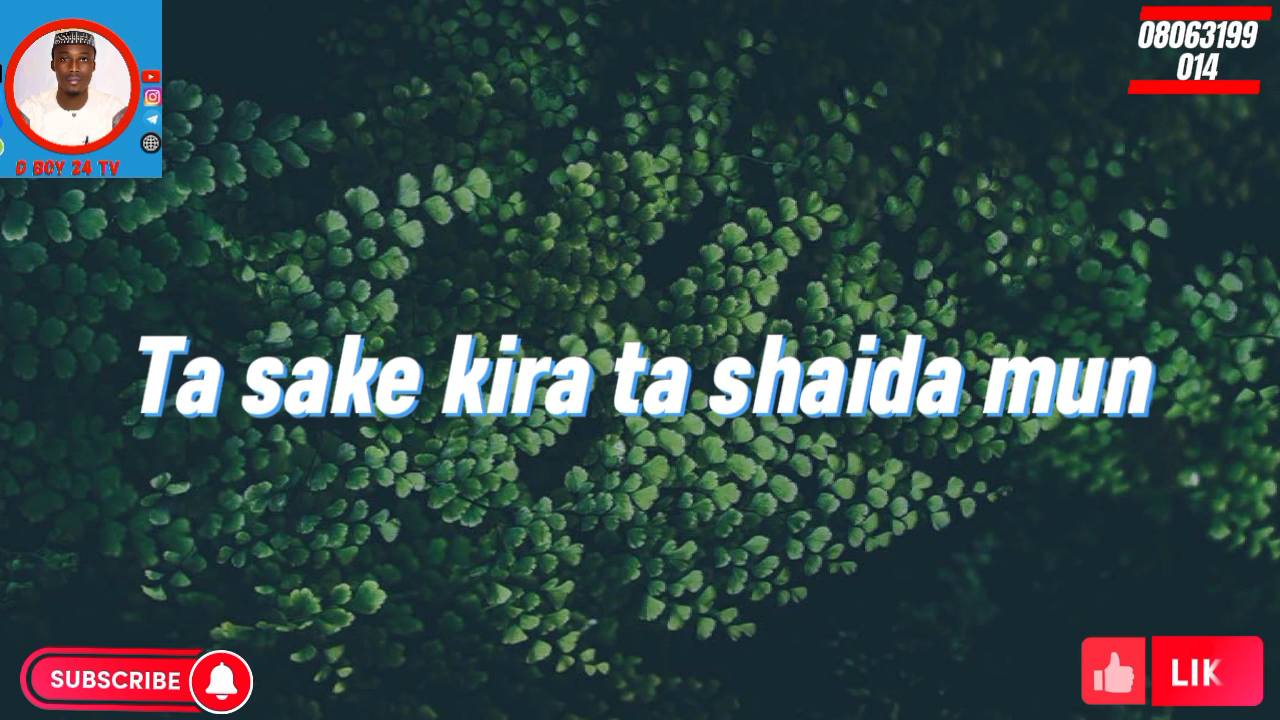 08063199
014
D BOY 24 TV
Ta sake kira ta shaida mun
SUBSCRIBE
LIK